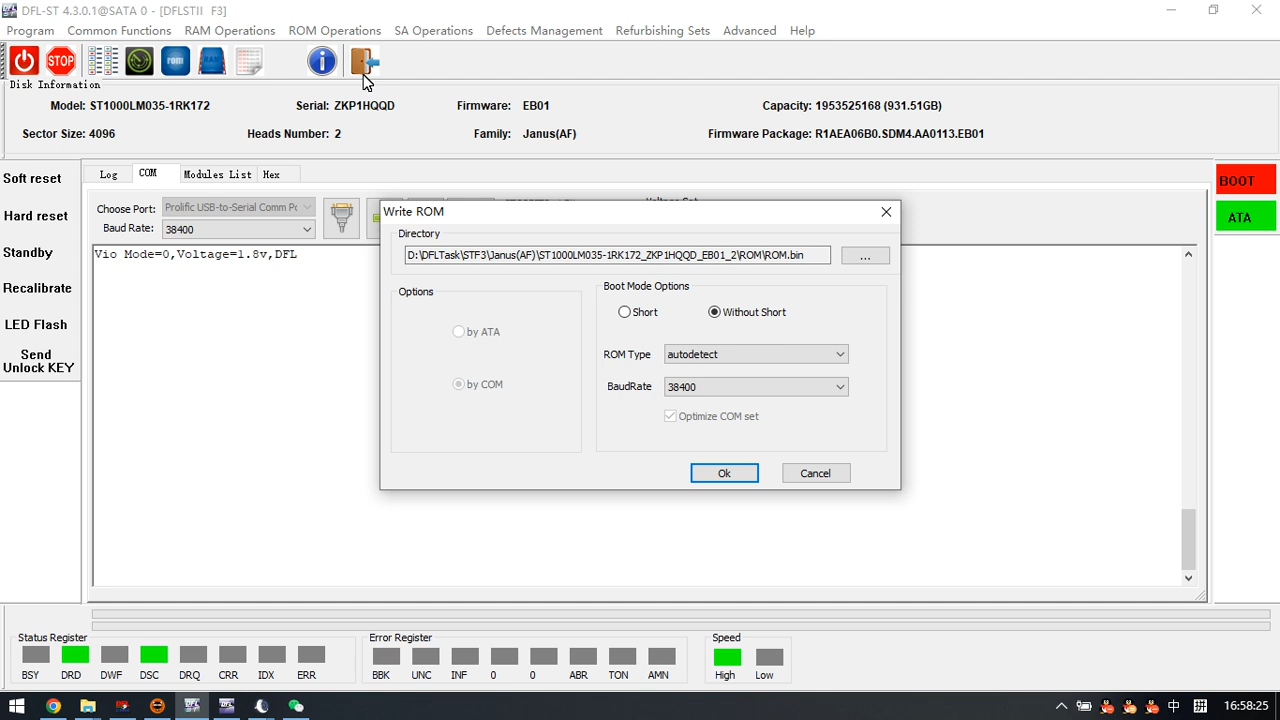 DFL-ST 4.3.0.1@SATA 0 - [DFLSTII F3]
Program Common Functions RAM Operations ROM Operations SA Operations Defects Management Refurbishing Sets Advanced Help
STOP rom
Disk Information
Model: ST1000LM035-1RK172 Serial: ZKP1HQQD Firmware: EB01 Capacity: 1953525168 (931.51GB)
Sector Size: 4096 Heads Number: 2 Family: Janus(AF) Firmware Package: R1AEA06B0.SDM4.AA0113.EB01
Soft reset
Hard reset
Standby
Recalibrate
LED Flash
Send
Unlock KEY
Log COM Modules List Hex
Choose Port: Prolific USB-to-Serial Comm Po
Baud Rate: 38400
Vio Mode=0,Voltage=1.8v,DFL
Write ROM
Directory
D:\DFLTask\STF3\Janus(AF)\ST1000LM035-1RK172_ZKP1HQQD_EB01_2\ROM\ROM.bin ...
Options
by ATA
by COM
Boot Mode Options
Short Without Short
ROM Type autodetect
BaudRate 38400
Optimize COM set
Ok Cancel
BOOT
ATA
Status Register
BSY DRD DWF DSC DRQ CRR IDX ERR
Error Register
BBK UNC INF 0 0 ABR TON AMN
Speed
High Low
中 拼 16:58:25